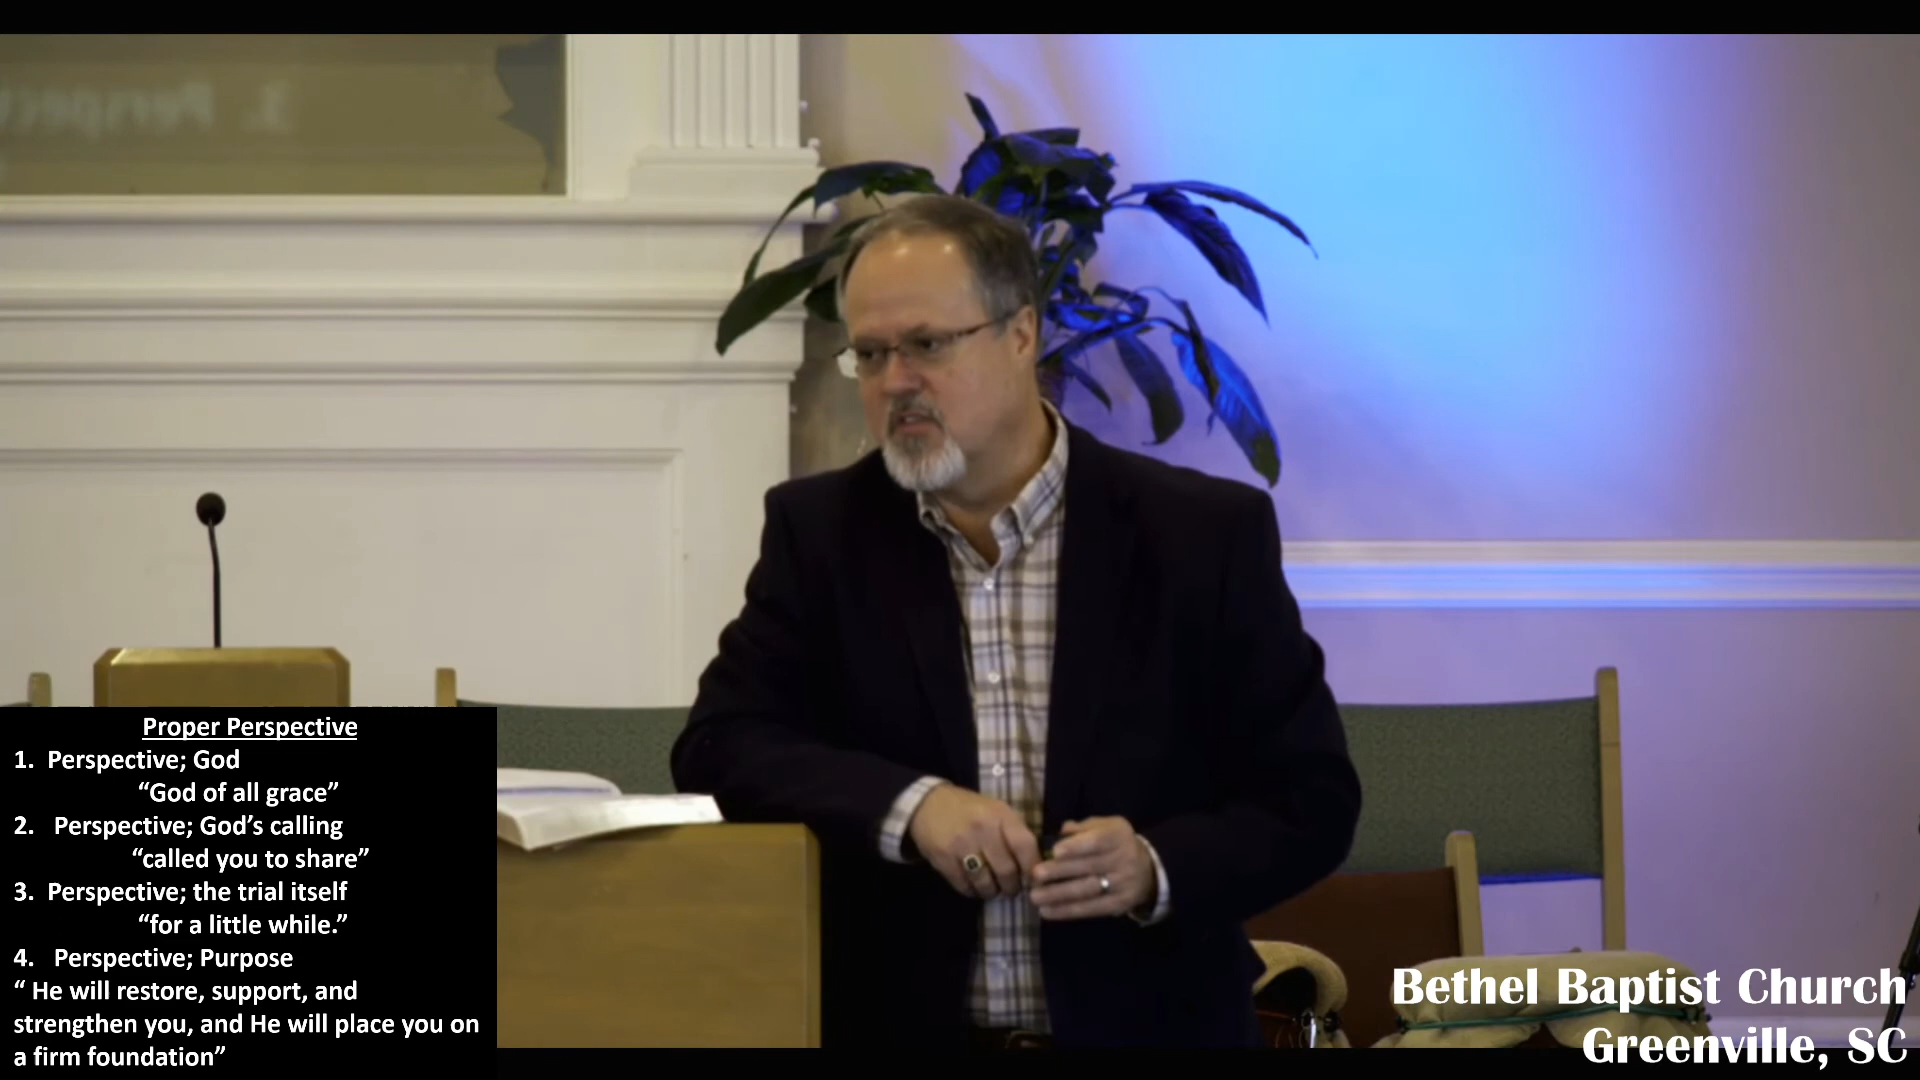 Proper Perspective
1. Perspective; God
“God of all grace”
2. Perspective; God’s calling
“called you to share”
3. Perspective; the trial itself
“for a little while.”
4. Perspective; Purpose
“ He will restore, support, and
strengthen you, and He will place you on
a firm foundation”
Bethel Baptist Church
Greenville, SC